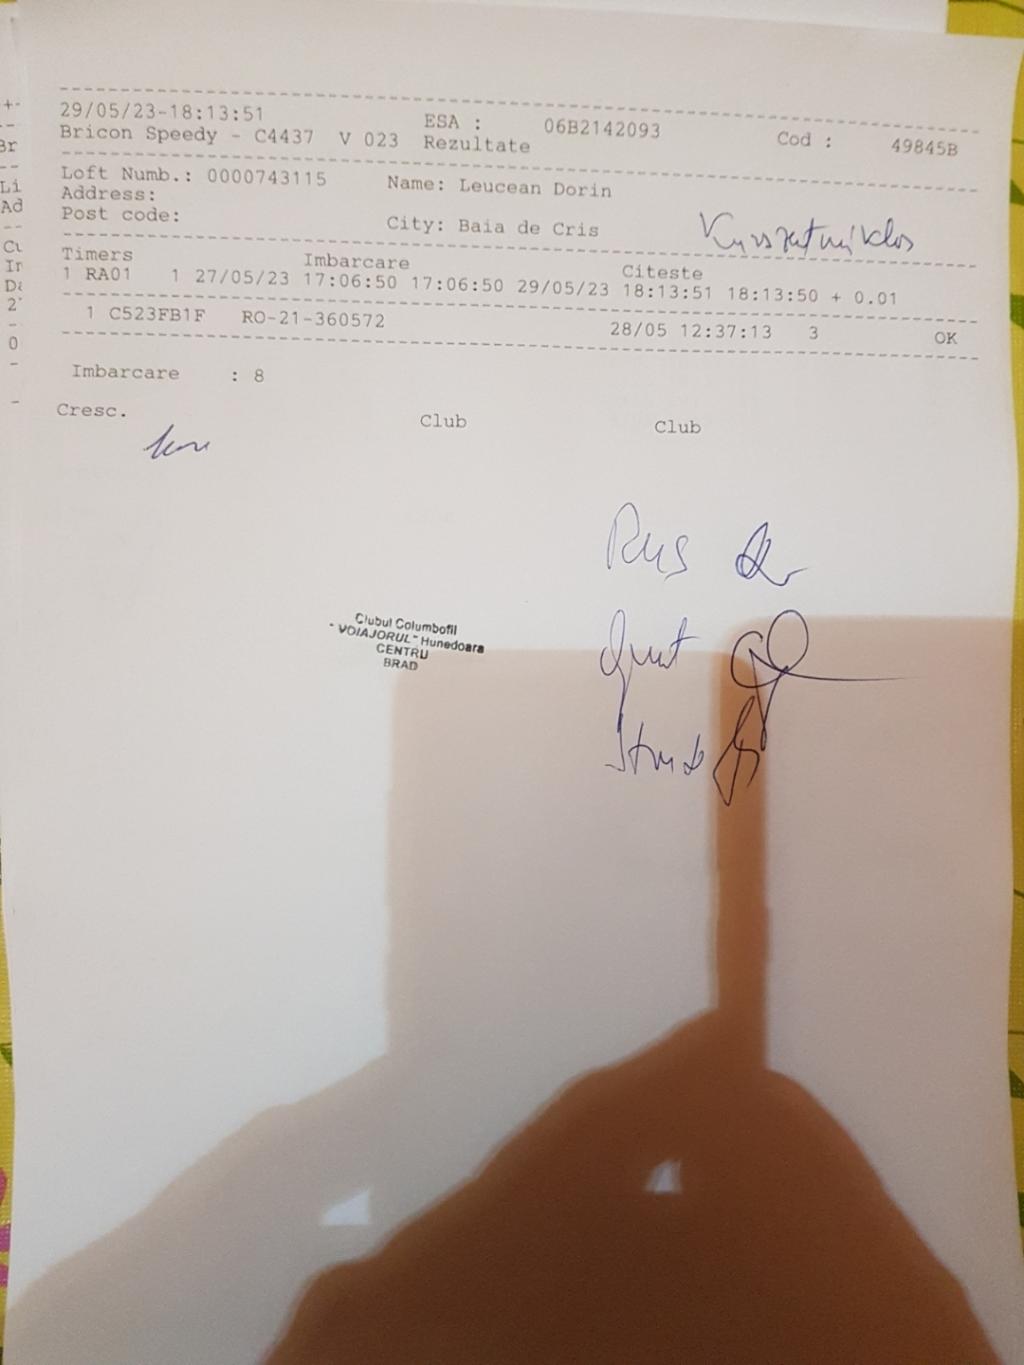 29/05/23-18:13:51 ESA : 06B2142093 Cod : 49845B
Bricon Speedy - C4437 V 023 Rezultate
Loft Numb.: 0000743115 Name: Leucean Dorin
Address:
Post code: City: Baia de Cris
Kunszentmiklos
Timers Imbarcare Citeste
1 RA01 1 27/05/23 17:06:50 17:06:50 29/05/23 18:13:51 18:13:50 + 0.01
1 C523FB1F RO-21-360572 28/05 12:37:13 3 OK
Imbarcare : 8
Cresc. Club Club
Rus
Clubul Columbofil
- VOIAJORUL" Hunedoara
CENTRU
BRAD